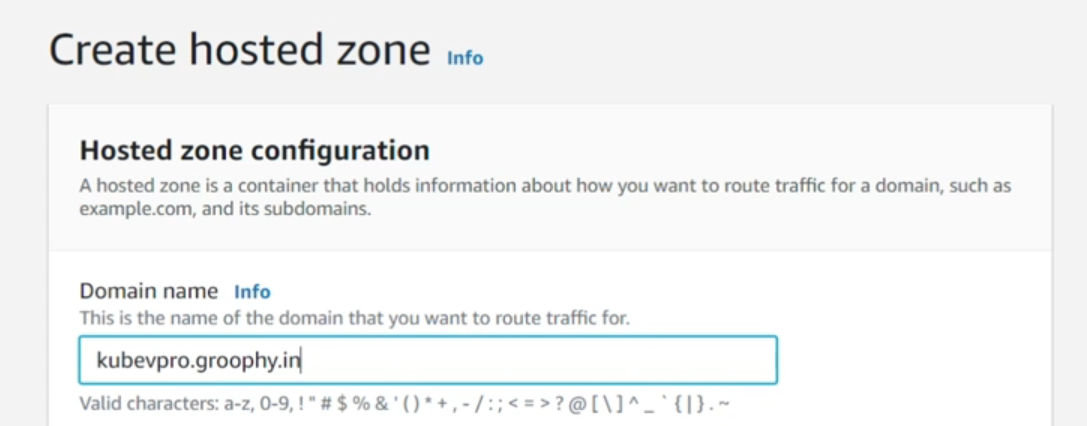 Create hosted zone Info
Hosted zone configuration
A hosted zone is a container that holds information about how you want to route traffic for a domain, such as
example.com, and its subdomains.
Domain name Info
This is the name of the domain that you want to route traffic for.
kubevpro.groophy.in
Valid characters: a-z, 0-9, ! " # $ % & ' ( ) * + , - / : ; < = > ? @ [ \ ] ^ _ ` { | } . ~